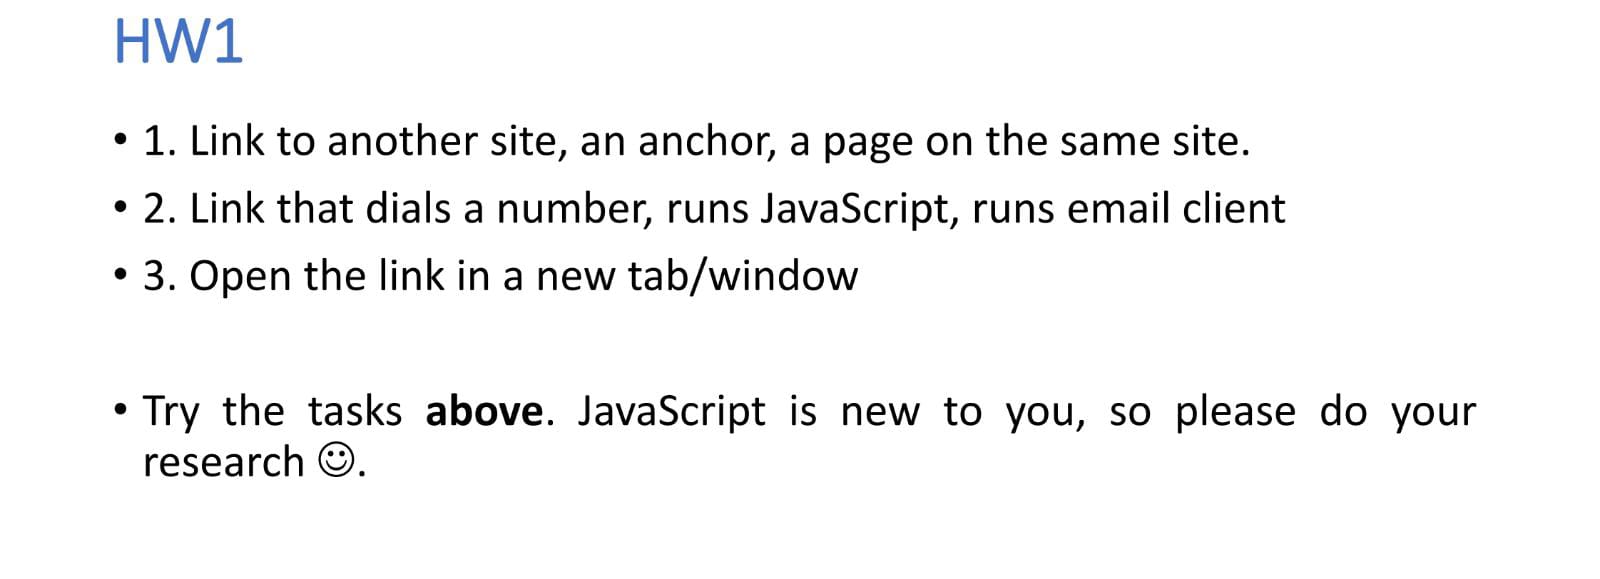 HW1
• 1. Link to another site, an anchor, a page on the same site.
• 2. Link that dials a number, runs JavaScript, runs email client
• 3. Open the link in a new tab/window
• Try the tasks above. JavaScript is new to you, so please do your
research ☺.